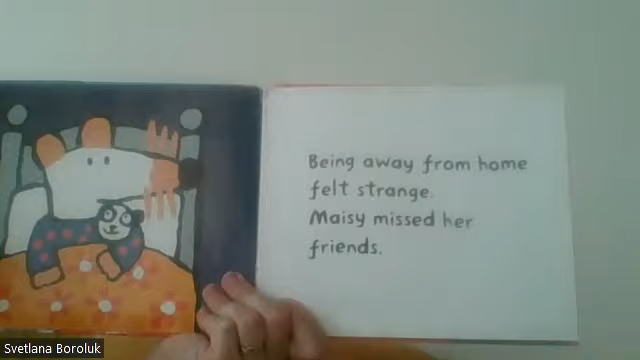 Being away from home
felt strange.
Maisy missed her
friends.
Svetlana Boroluk